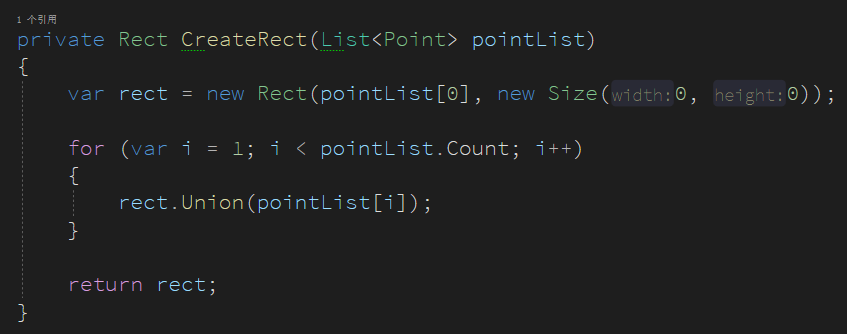 1 个引用
private Rect CreateRect(List<Point> pointList)
{
var rect = new Rect(pointList[0], new Size(width:0, height:0));
for (var i = 1; i < pointList.Count; i++)
{
rect.Union(pointList[i]);
}
return rect;
}